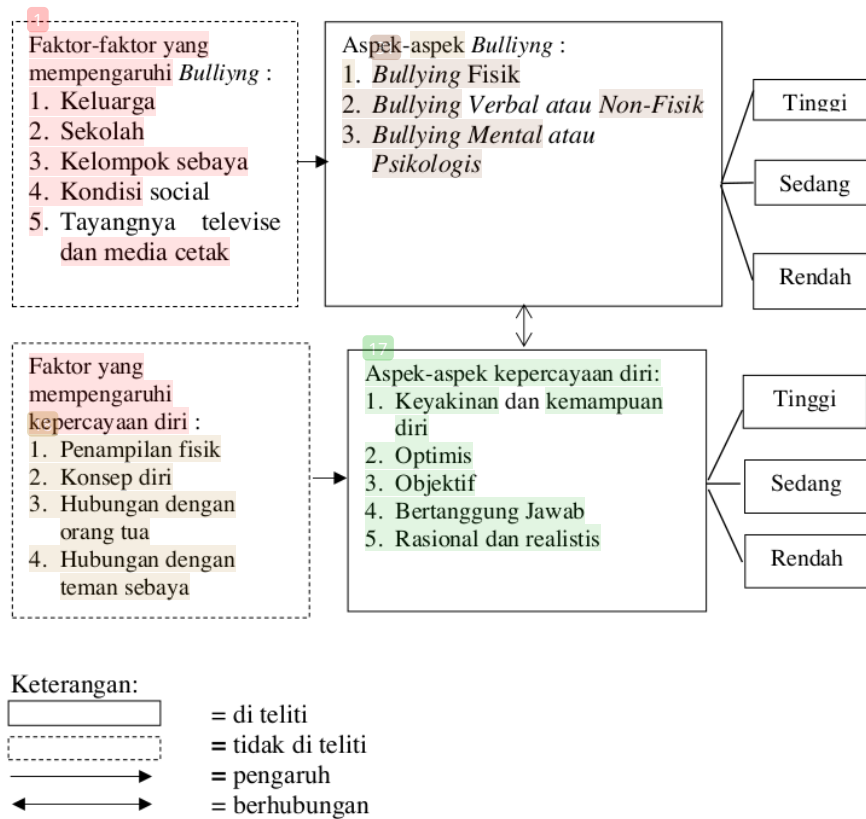 1
Faktor-faktor yang
mempengaruhi Bulliyng :
1. Keluarga
2. Sekolah
3. Kelompok sebaya
4. Kondisi social
5. Tayangnya televise
dan media cetak
Aspek-aspek Bulliyng :
1. Bullying Fisik
2. Bullying Verbal atau Non-Fisik
3. Bullying Mental atau
Psikologis
Tinggi
Sedang
Rendah
Faktor yang
mempengaruhi
kepercayaan diri :
1. Penampilan fisik
2. Konsep diri
3. Hubungan dengan
orang tua
4. Hubungan dengan
teman sebaya
17
Aspek-aspek kepercayaan diri:
1. Keyakinan dan kemampuan
diri
2. Optimis
3. Objektif
4. Bertanggung Jawab
5. Rasional dan realistis
Tinggi
Sedang
Rendah
Keterangan:
= di teliti
= tidak di teliti
= pengaruh
= berhubungan